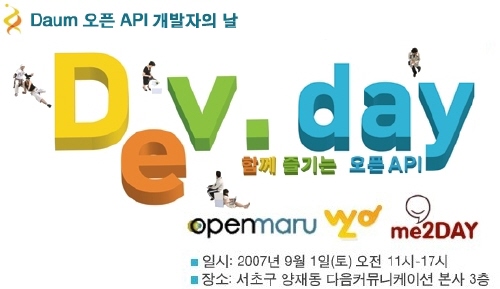 Daum 오픈 API 개발자의 날
Dev. day
함께 즐기는 오픈 API
openmaru me2DAY
■ 일시: 2007년 9월 1일(토) 오전 11시-17시
■ 장소: 서초구 양재동 다음커뮤니케이션 본사 3층